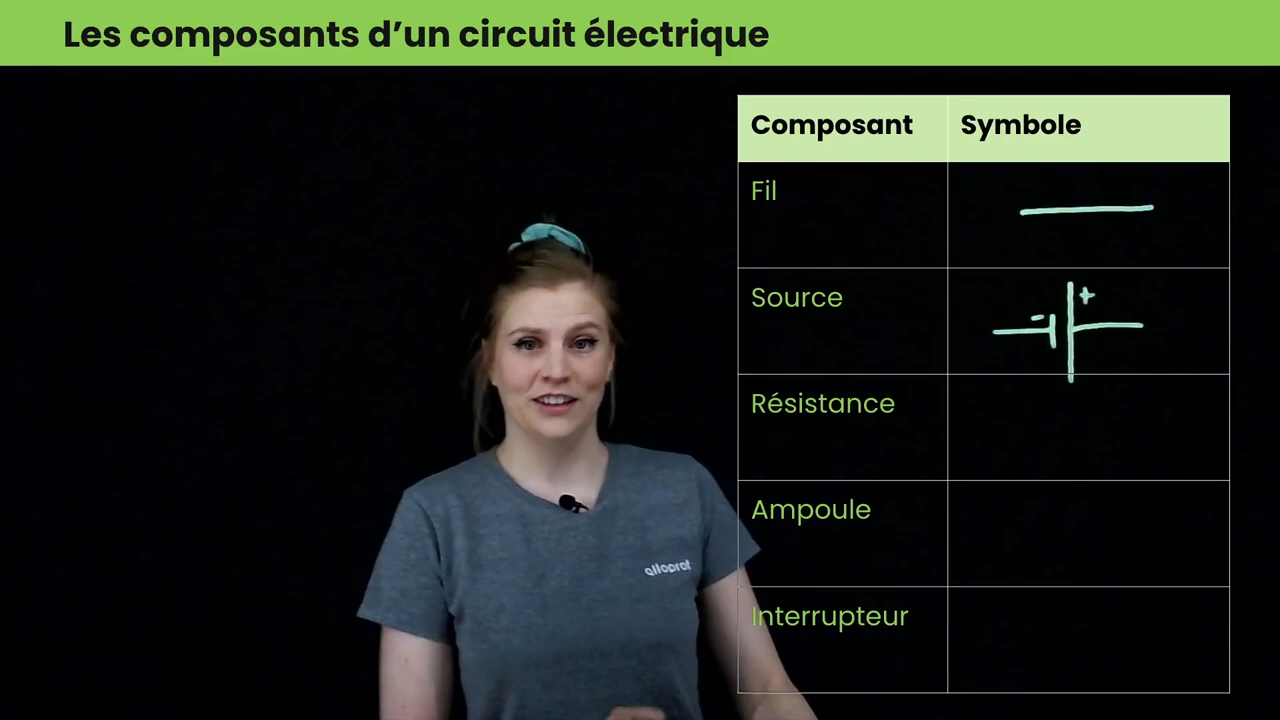 Les composants d’un circuit électrique
Composant Symbole
Fil
Source
- +
Résistance
Ampoule
Interrupteur
alloprof